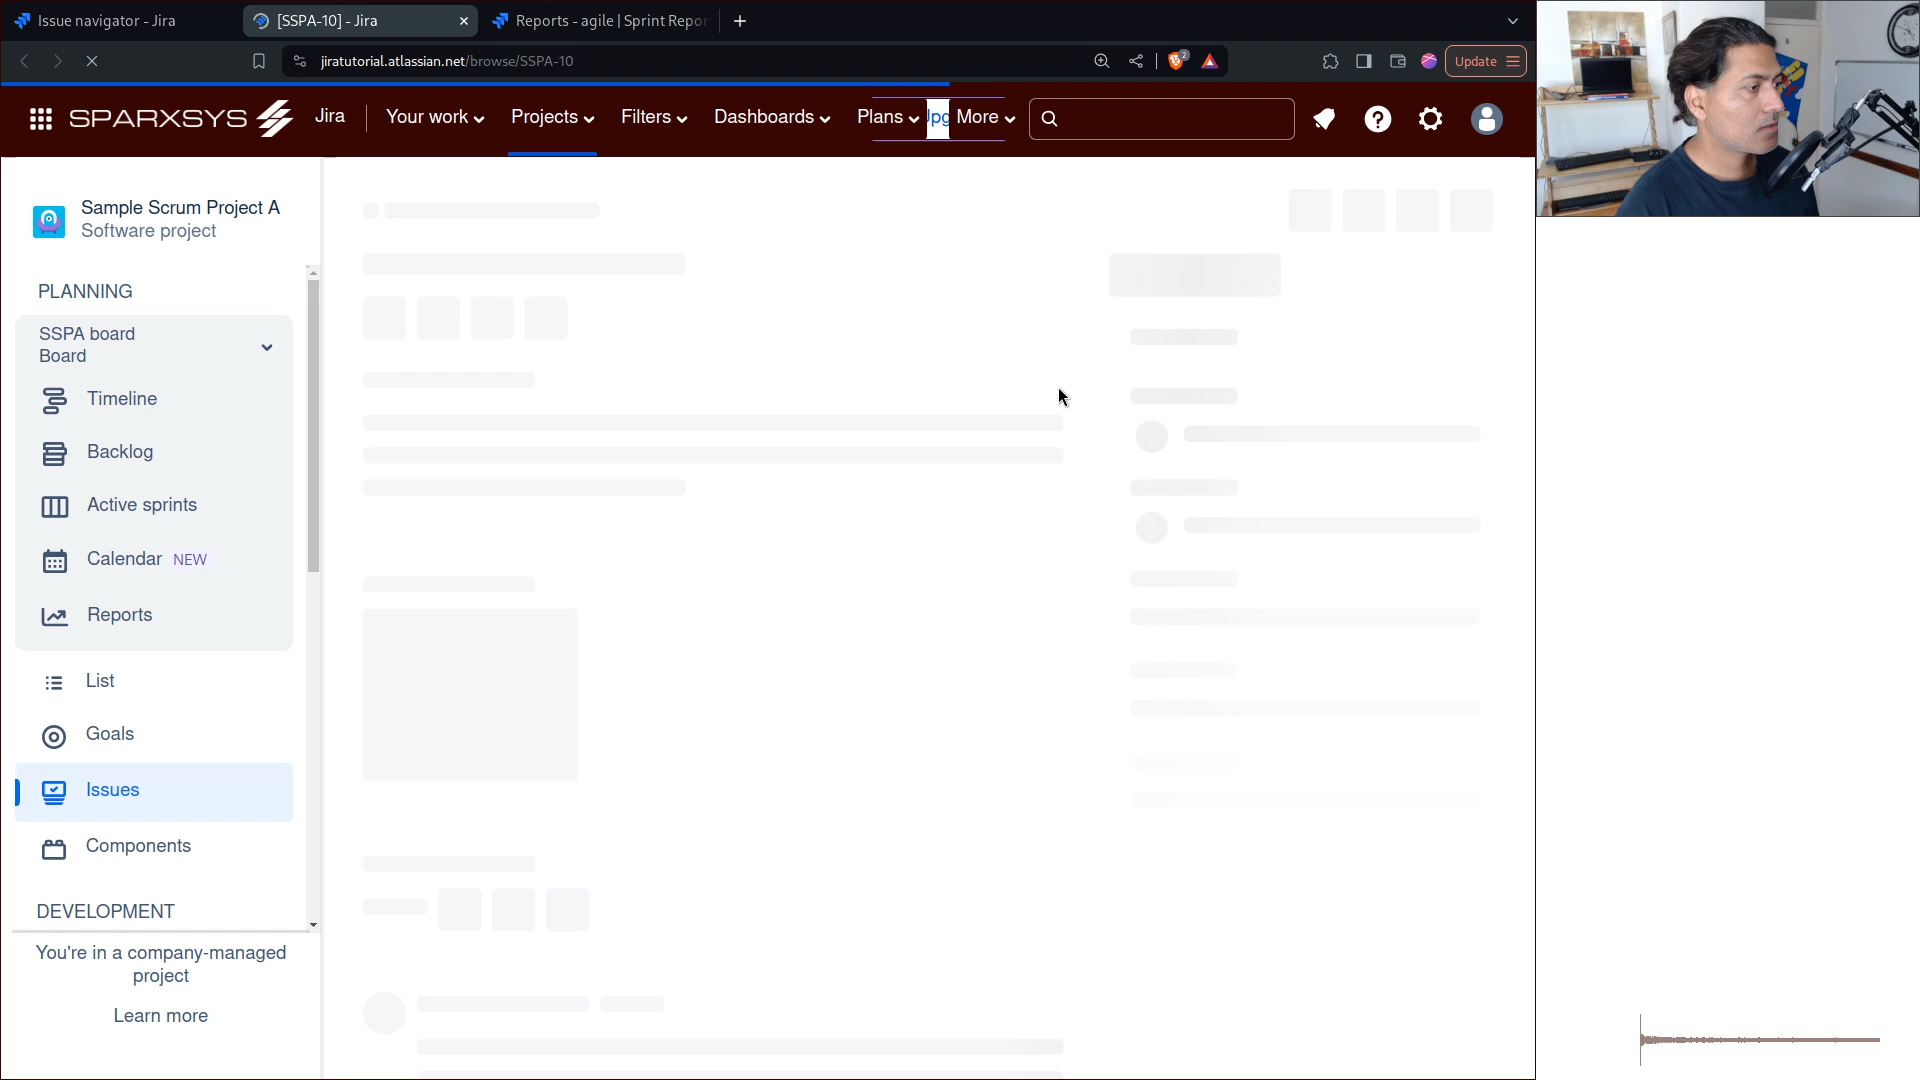 Issue navigator - Jira
[SSPA-10] - Jira
Reports - agile | Sprint Repor
jiratutorial.atlassian.net/browse/SSPA-10
2
Update
SPARXSYS
Jira
Your work
Projects
Filters
Dashboards
Plans
Upg
More
Sample Scrum Project A
Software project
PLANNING
SSPA board
Board
Timeline
Backlog
Active sprints
Calendar NEW
Reports
List
Goals
Issues
Components
DEVELOPMENT
You're in a company-managed
project
Learn more